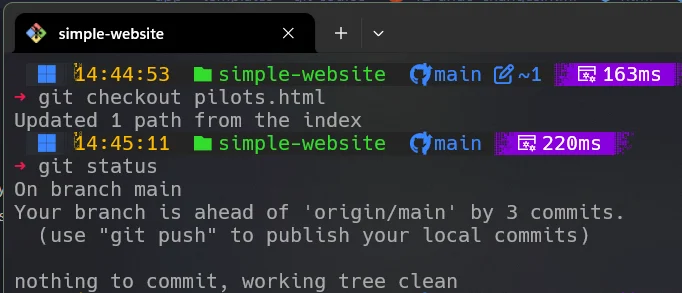 simple-website
14:44:53 simple-website main ~1 163ms
→ git checkout pilots.html
Updated 1 path from the index
14:45:11 simple-website main 220ms
→ git status
On branch main
Your branch is ahead of 'origin/main' by 3 commits.
(use "git push" to publish your local commits)
nothing to commit, working tree clean